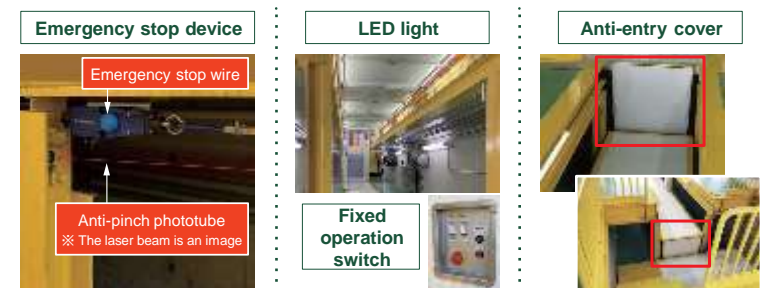 Emergency stop device
Emergency stop wire
Anti-pinch phototube
※ The laser beam is an image
LED light
Fixed
operation
switch
Anti-entry cover